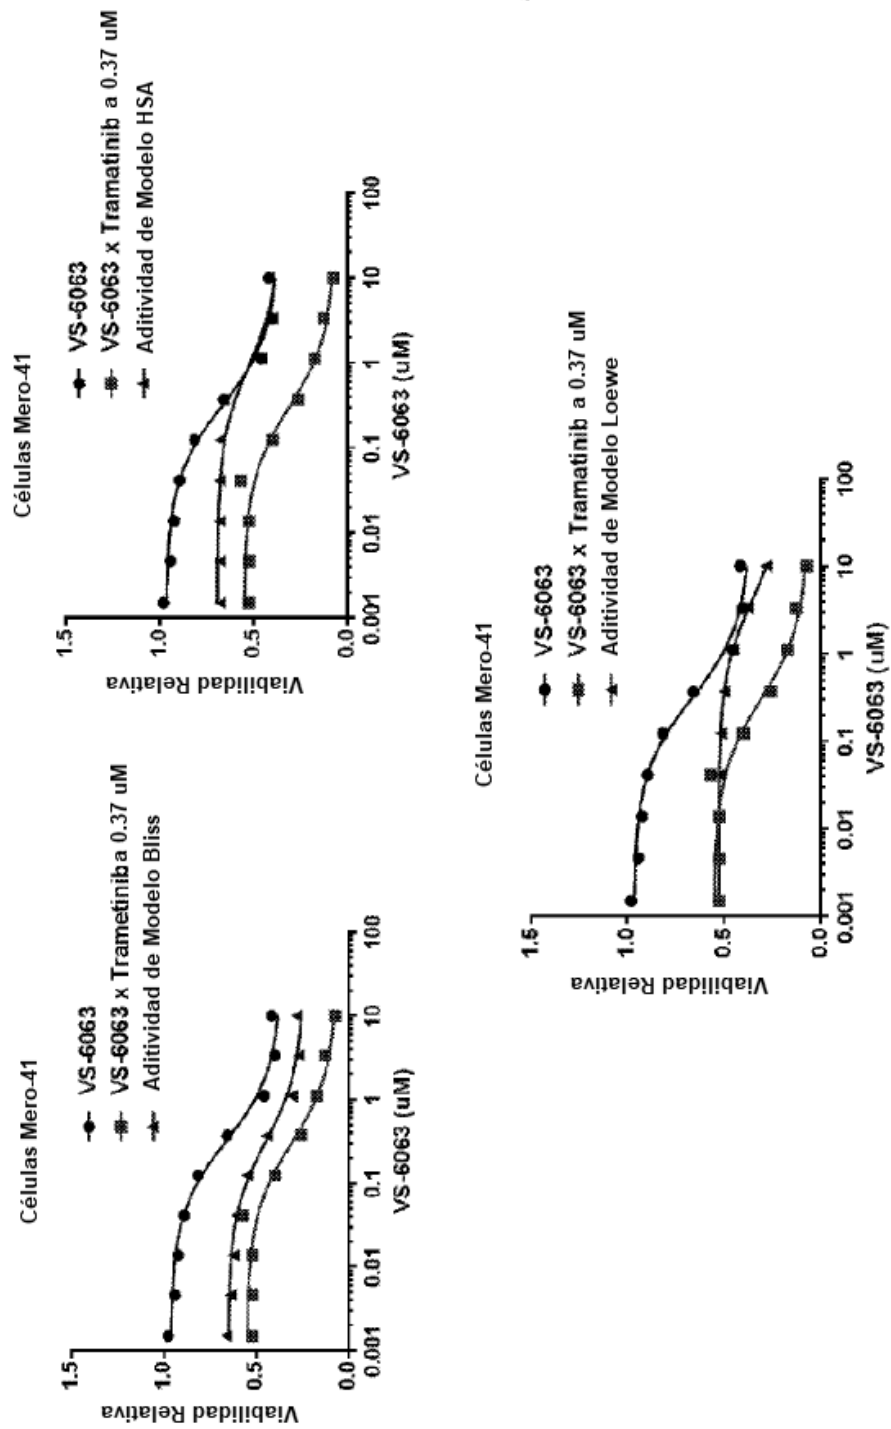 Células Mero-41
VS-6063
VS-6063 x Trametinib a 0.37 uM
Aditividad de Modelo Bliss
Viabilidad Relativa
1.5
1.0
0.5
0.0
0.001
0.01
0.1
1
10
100
VS-6063 (uM)
Células Mero-41
VS-6063
VS-6063 x Tramatinib a 0.37 uM
Aditividad de Modelo HSA
Viabilidad Relativa
1.5
1.0
0.5
0.0
0.001
0.01
0.1
1
10
100
VS-6063 (uM)
Células Mero-41
VS-6063
VS-6063 x Tramatinib a 0.37 uM
Aditividad de Modelo Loewe
Viabilidad Relativa
1.5
1.0
0.5
0.0
0.001
0.01
0.1
1
10
100
VS-6063 (uM)